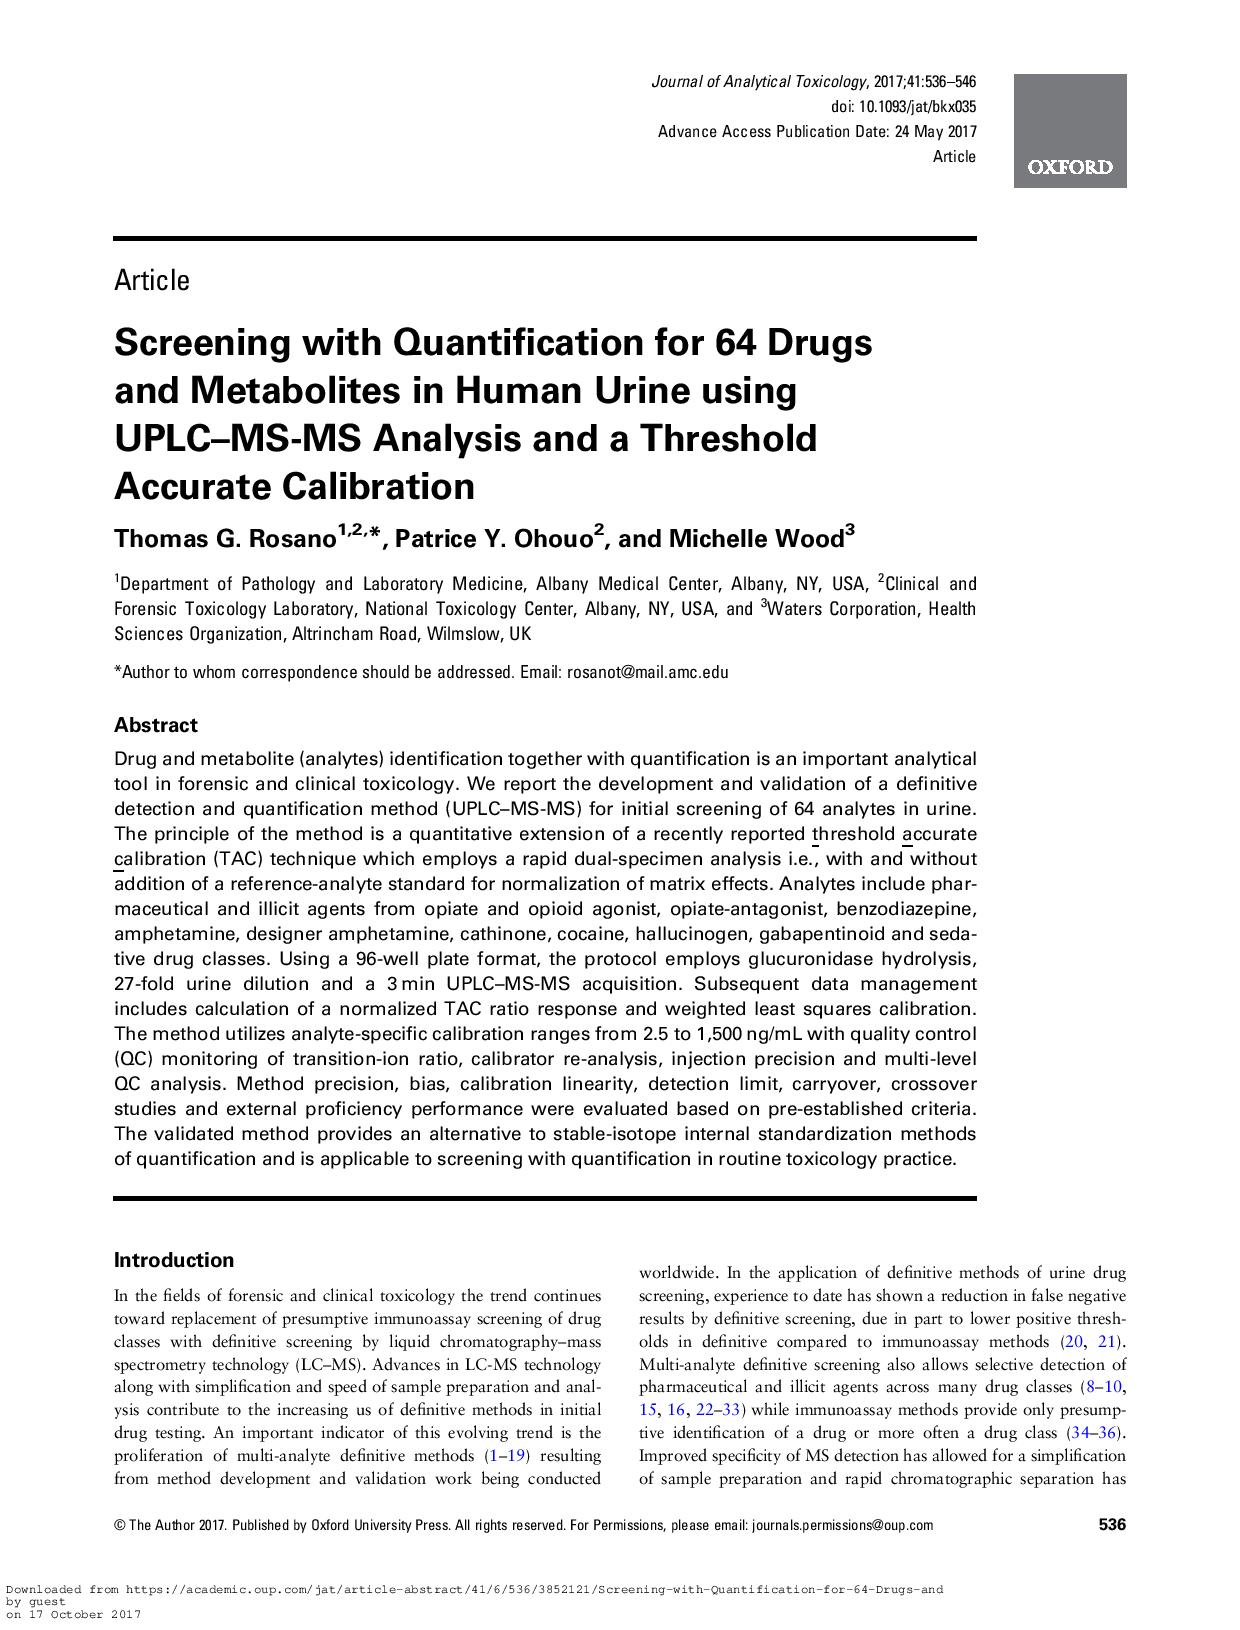 Journal of Analytical Toxicology, 2017;41:536–546
doi: 10.1093/jat/bkx035
Advance Access Publication Date: 24 May 2017
Article
OXFORD
Article
Screening with Quantification for 64 Drugs
and Metabolites in Human Urine using
UPLC–MS-MS Analysis and a Threshold
Accurate Calibration
Thomas G. Rosano1,2,*, Patrice Y. Ohouo2, and Michelle Wood3
1Department of Pathology and Laboratory Medicine, Albany Medical Center, Albany, NY, USA, 2Clinical and
Forensic Toxicology Laboratory, National Toxicology Center, Albany, NY, USA, and 3Waters Corporation, Health
Sciences Organization, Altrincham Road, Wilmslow, UK
*Author to whom correspondence should be addressed. Email: rosanot@mail.amc.edu
Abstract
Drug and metabolite (analytes) identification together with quantification is an important analytical
tool in forensic and clinical toxicology. We report the development and validation of a definitive
detection and quantification method (UPLC–MS-MS) for initial screening of 64 analytes in urine.
The principle of the method is a quantitative extension of a recently reported threshold accurate
calibration (TAC) technique which employs a rapid dual-specimen analysis i.e., with and without
addition of a reference-analyte standard for normalization of matrix effects. Analytes include phar-
maceutical and illicit agents from opiate and opioid agonist, opiate-antagonist, benzodiazepine,
amphetamine, designer amphetamine, cathinone, cocaine, hallucinogen, gabapentinoid and seda-
tive drug classes. Using a 96-well plate format, the protocol employs glucuronidase hydrolysis,
27-fold urine dilution and a 3 min UPLC–MS-MS acquisition. Subsequent data management
includes calculation of a normalized TAC ratio response and weighted least squares calibration.
The method utilizes analyte-specific calibration ranges from 2.5 to 1,500 ng/mL with quality control
(QC) monitoring of transition-ion ratio, calibrator re-analysis, injection precision and multi-level
QC analysis. Method precision, bias, calibration linearity, detection limit, carryover, crossover
studies and external proficiency performance were evaluated based on pre-established criteria.
The validated method provides an alternative to stable-isotope internal standardization methods
of quantification and is applicable to screening with quantification in routine toxicology practice.
Introduction
In the fields of forensic and clinical toxicology the trend continues
toward replacement of presumptive immunoassay screening of drug
classes with definitive screening by liquid chromatography–mass
spectrometry technology (LC–MS). Advances in LC-MS technology
along with simplification and speed of sample preparation and anal-
ysis contribute to the increasing us of definitive methods in initial
drug testing. An important indicator of this evolving trend is the
proliferation of multi-analyte definitive methods (1–19) resulting
from method development and validation work being conducted
worldwide. In the application of definitive methods of urine drug
screening, experience to date has shown a reduction in false negative
results by definitive screening, due in part to lower positive thresh-
olds in definitive compared to immunoassay methods (20, 21).
Multi-analyte definitive screening also allows selective detection of
pharmaceutical and illicit agents across many drug classes (8–10,
15, 16, 22–33) while immunoassay methods provide only presump-
tive identification of a drug or more often a drug class (34–36).
Improved specificity of MS detection has allowed for a simplification
of sample preparation and rapid chromatographic separation has
© The Author 2017. Published by Oxford University Press. All rights reserved. For Permissions, please email: journals.permissions@oup.com
536
Downloaded from https://academic.oup.com/jat/article-abstract/41/6/536/3852121/Screening-with-Quantification-for-64-Drugs-and
by guest
on 17 October 2017